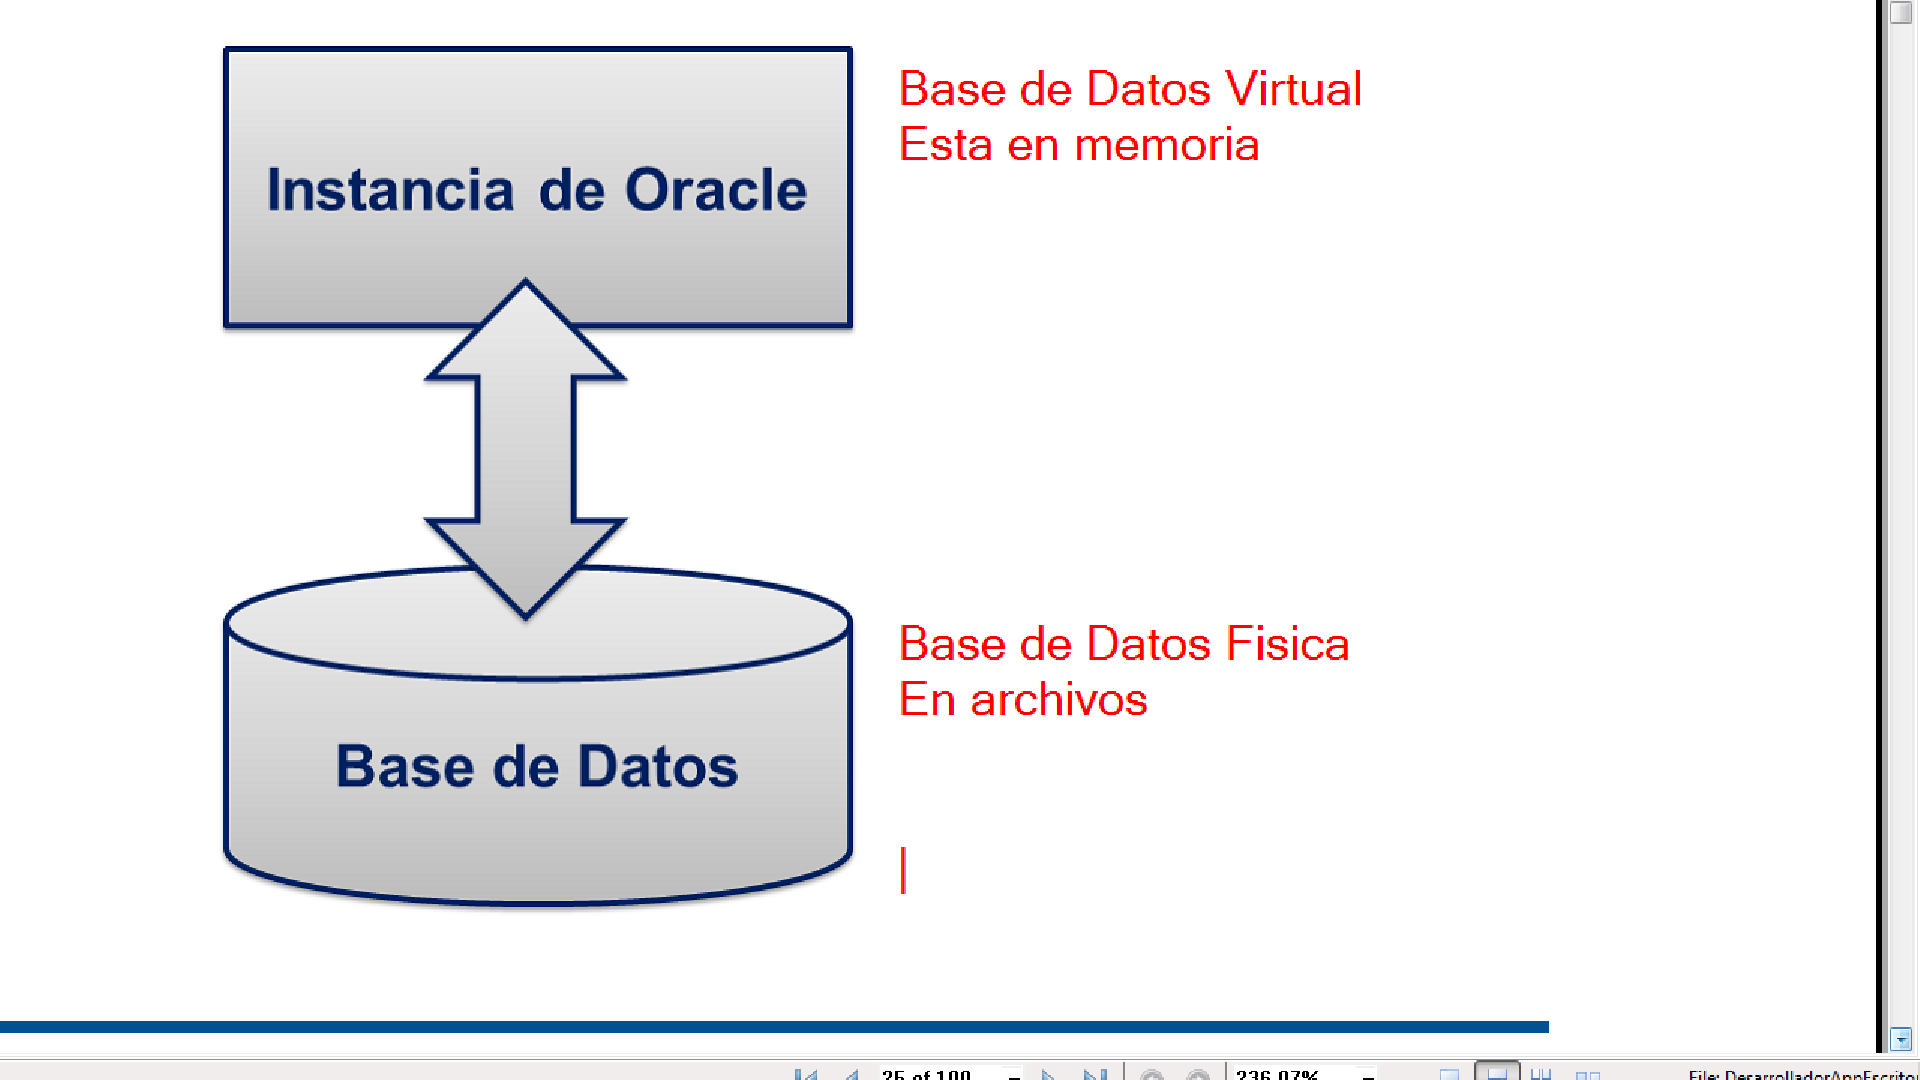 Base de Datos Virtual
Esta en memoria
Instancia de Oracle
Base de Datos Fisica
En archivos
Base de Datos
25 of 100
236.07%
File: DesarrolladorAppEscrito